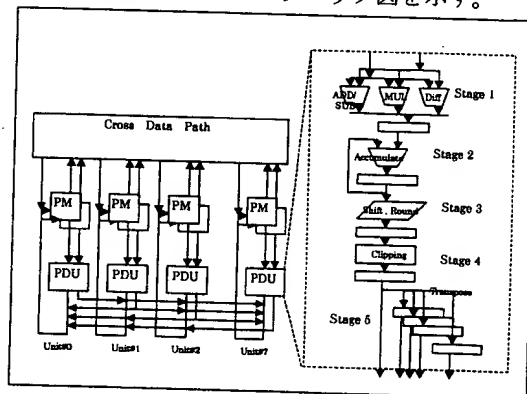 ック図を示す。
Cross Data Path
PM
PM
PM
PM
PDU
PDU
PDU
PDU
Unit#0
Unit#1
Unit#2
Unit#7
ADD/
SUB
MUL
Diff
Stage 1
Accumulate
Stage 2
Shift , Round
Stage 3
Clipping
Stage 4
Transpose
Stage 5